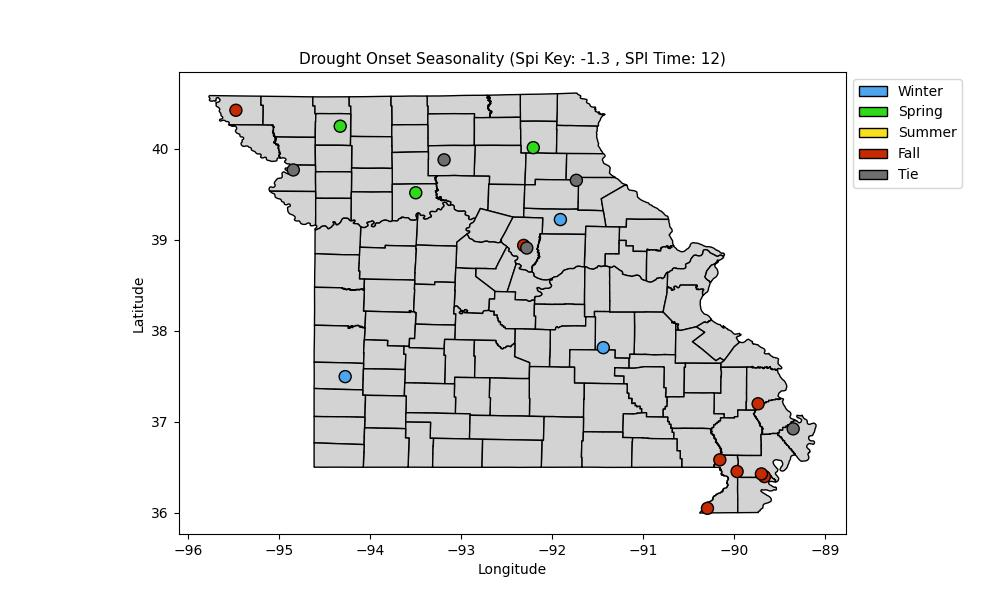 Drought Onset Seasonality (Spi Key: -1.3 , SPI Time: 12)
Winter
Spring
Summer
Fall
Tie
40
39
38
37
36
Latitude
−96 −95 −94 −93 −92 −91 −90 −89
Longitude